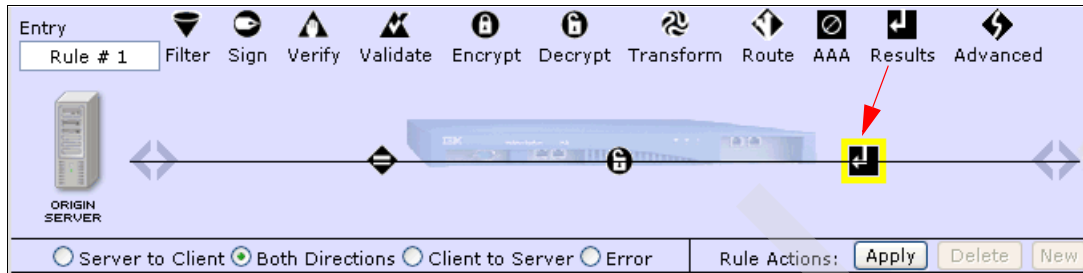 Entry
Rule # 1
Filter Sign Verify Validate Encrypt Decrypt Transform Route AAA Results Advanced
ORIGIN
SERVER
Server to Client Both Directions Client to Server Error Rule Actions: Apply Delete New